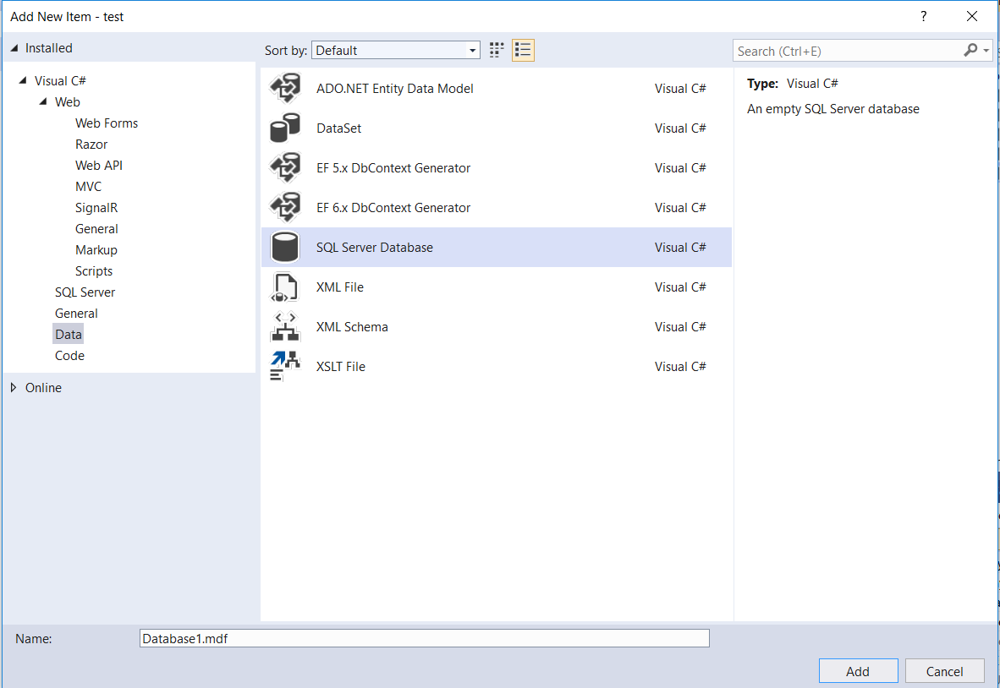 Add New Item - test
?
Installed
Sort by: Default
Search (Ctrl+E)
Visual C#
Web
Web Forms
Razor
Web API
MVC
SignalR
General
Markup
Scripts
SQL Server
General
Data
Code
Online
ADO.NET Entity Data Model Visual C#
DataSet Visual C#
EF 5.x DbContext Generator Visual C#
EF 6.x DbContext Generator Visual C#
SQL Server Database Visual C#
XML File Visual C#
XML Schema Visual C#
XSLT File Visual C#
Type: Visual C#
An empty SQL Server database
Name: Database1.mdf
Add Cancel